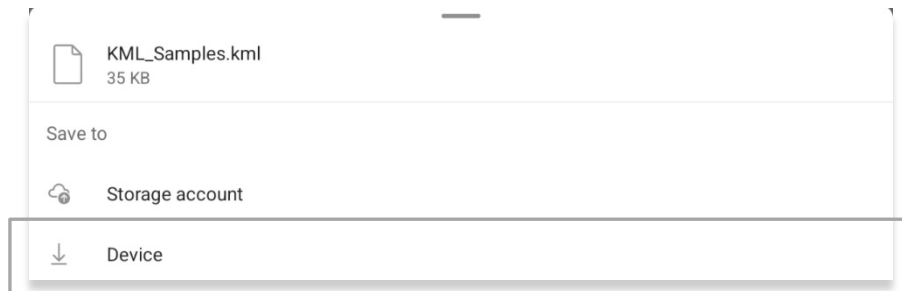 KML_Samples.kml
35 KB
Save to
Storage account
Device